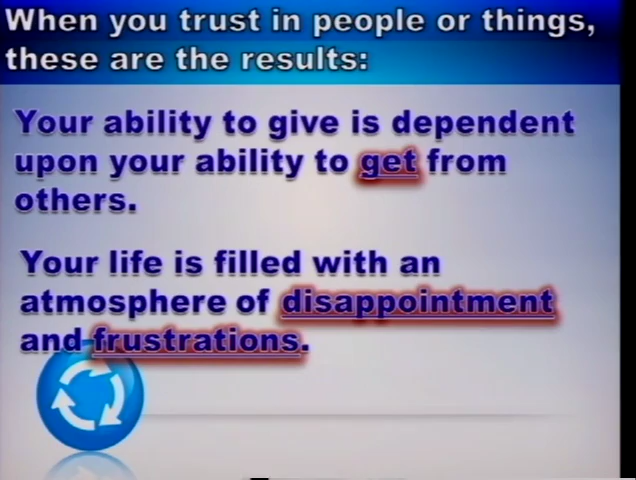 When you trust in people or things,
these are the results:
Your ability to give is dependent
upon your ability to get from
others.
Your life is filled with an
atmosphere of disappointment
and frustrations.